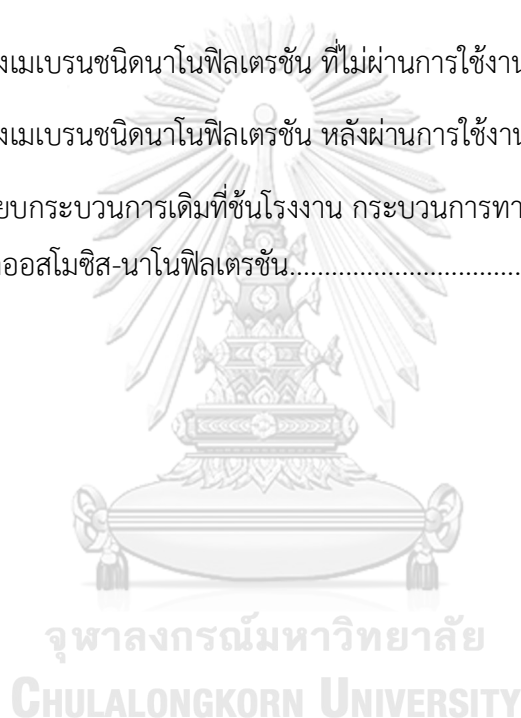 งเมเบรนชนิดนาโนฟิลเตรชัน ที่ไม่ผ่านการใช้งาน
งเมเบรนชนิดนาโนฟิลเตรชัน หลังผ่านการใช้งาน
ยบกระบวนการเดิมที่ชั้นโรงงาน กระบวนการทา
ออสโมซิส-นาโนฟิลเตรชัน................................
จุฬาลงกรณ์มหาวิทยาลัย
CHULALONGKORN UNIVERSITY